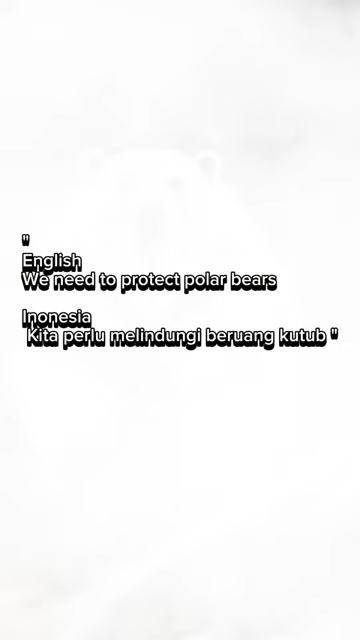 "
English
We need to protect polar bears
Inonesia
Kita perlu melindungi beruang kutub "